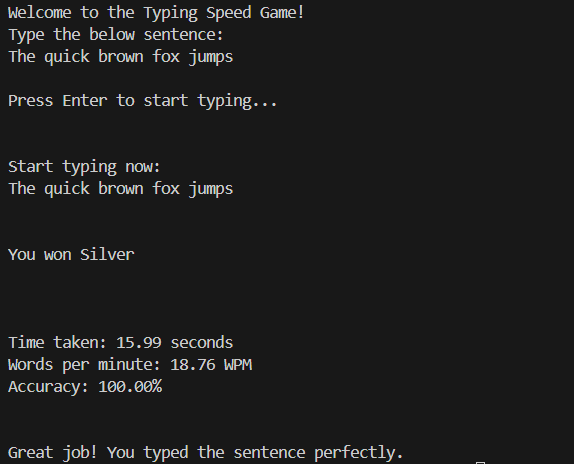 Welcome to the Typing Speed Game!
Type the below sentence:
The quick brown fox jumps
Press Enter to start typing...
Start typing now:
The quick brown fox jumps
You won Silver
Time taken: 15.99 seconds
Words per minute: 18.76 WPM
Accuracy: 100.00%
Great job! You typed the sentence perfectly.